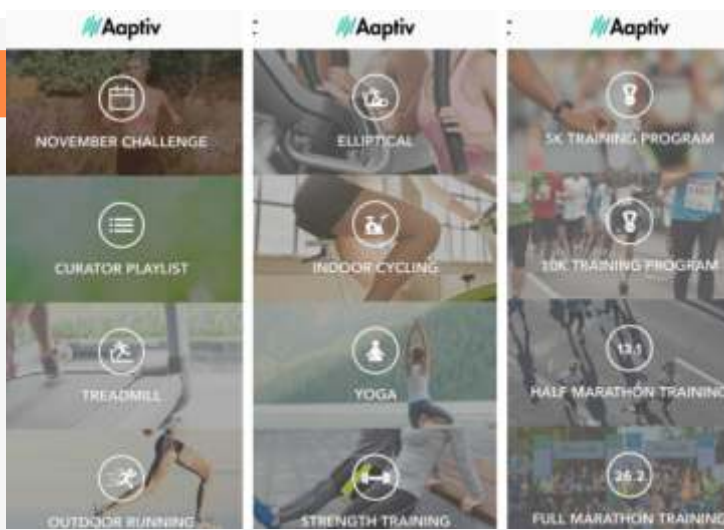 Aaptiv
NOVEMBER CHALLENGE
CURATOR PLAYLIST
TREADMILL
OUTDOOR RUNNING
Aaptiv
ELLIPTICAL
INDOOR CYCLING
YOGA
STRENGTH TRAINING
Aaptiv
5K TRAINING PROGRAM
10K TRAINING PROGRAM
13.1
HALF MARATHON TRAINING
26.2
FULL MARATHON TRAINING